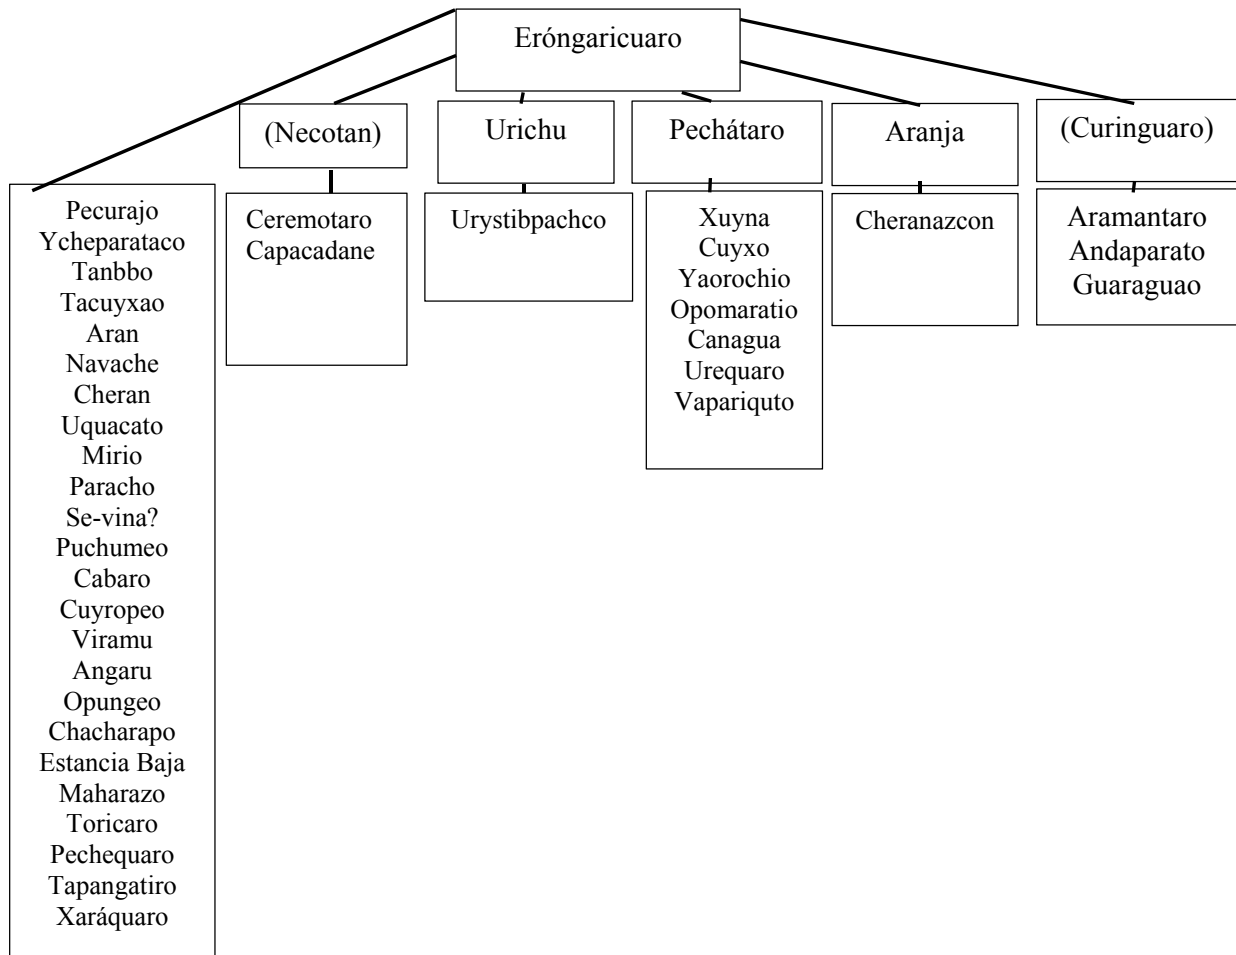 Eróngaricuaro
(Necotan)
Urichu
Pechátaro
Aranja
(Curinguaro)
Pecurajo
Ycheparataco
Tanbbo
Tacuyxao
Aran
Navache
Cheran
Uquacato
Mirio
Paracho
Se-vina?
Puchumeo
Cabaro
Cuyropeo
Viramu
Angaru
Opungeo
Chacharapo
Estancia Baja
Maharazo
Toricaro
Pechequaro
Tapangatiro
Xaráquaro
Ceremotaro
Capacadane
Urystibpachco
Xuyna
Cuyxo
Yaorochio
Opomaratio
Canagua
Urequaro
Vapariquto
Cheranazcon
Aramantaro
Andaparato
Guaraguao